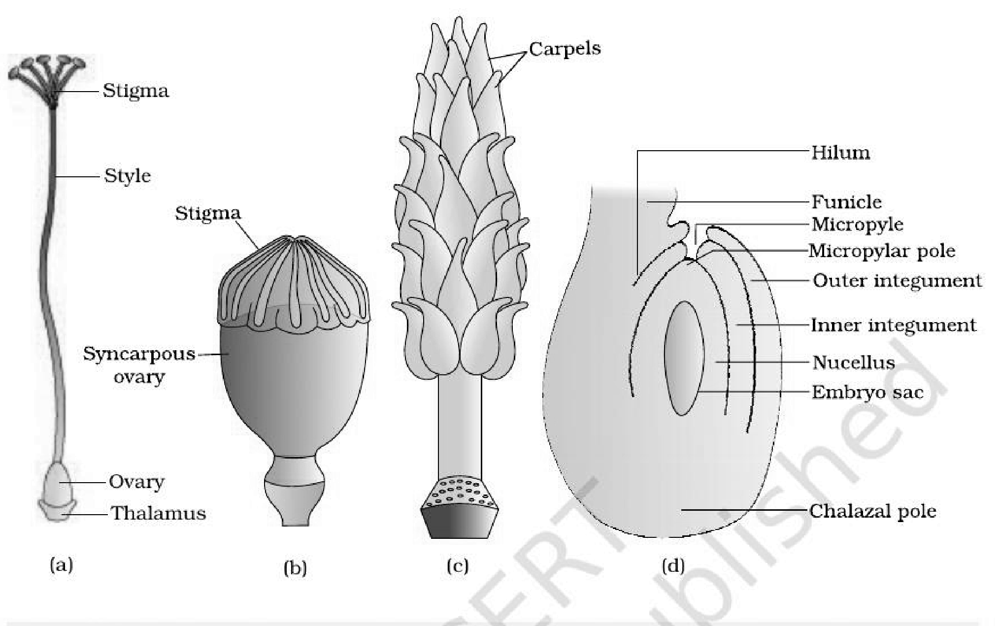 Stigma
Style
Ovary
Thalamus
(a)
Stigma
Syncarpous
ovary
(b)
Carpels
(c)
Hilum
Funicle
Micropyle
Micropylar pole
Outer integument
Inner integument
Nucellus
Embryo sac
Chalazal pole
(d)